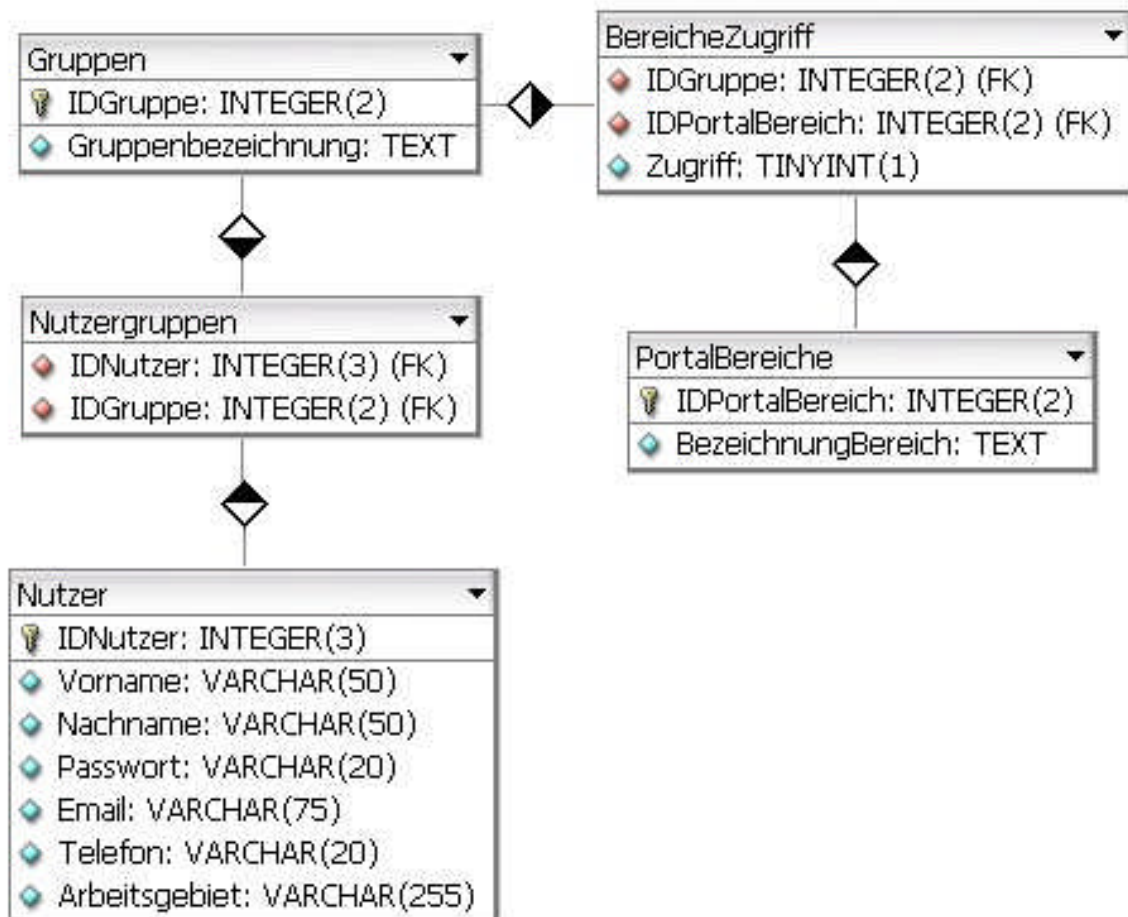 Gruppen
IDGruppe: INTEGER(2)
Gruppenbezeichnung: TEXT
BereicheZugriff
IDGruppe: INTEGER(2) (FK)
IDPortalBereich: INTEGER(2) (FK)
Zugriff: TINYINT(1)
Nutzergruppen
IDNutzer: INTEGER(3) (FK)
IDGruppe: INTEGER(2) (FK)
PortalBereiche
IDPortalBereich: INTEGER(2)
BezeichnungBereich: TEXT
Nutzer
IDNutzer: INTEGER(3)
Vorname: VARCHAR(50)
Nachname: VARCHAR(50)
Passwort: VARCHAR(20)
Email: VARCHAR(75)
Telefon: VARCHAR(20)
Arbeitsgebiet: VARCHAR(255)